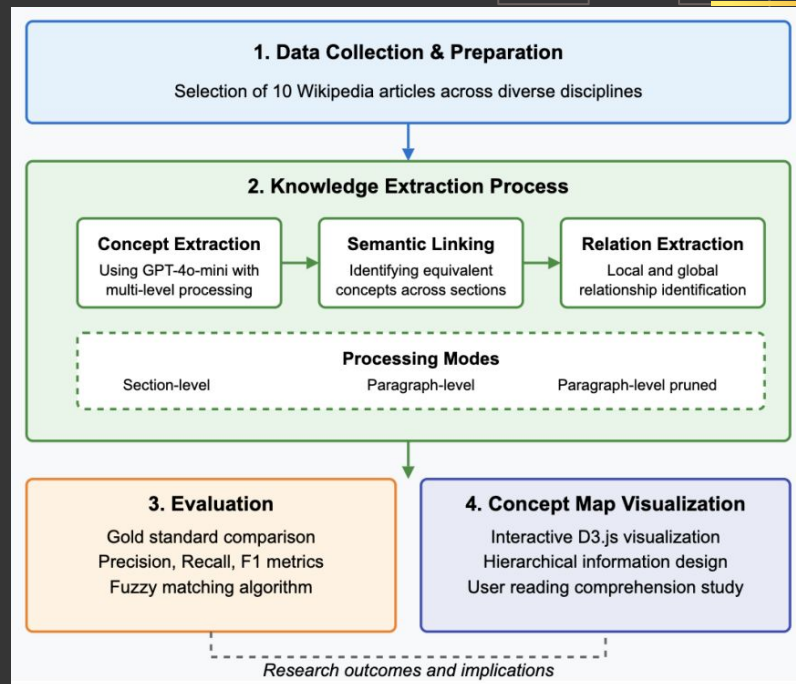 1. Data Collection & Preparation
Selection of 10 Wikipedia articles across diverse disciplines
2. Knowledge Extraction Process
Concept Extraction
Using GPT-4o-mini with
multi-level processing
Semantic Linking
Identifying equivalent
concepts across sections
Relation Extraction
Local and global
relationship identification
Processing Modes
Section-level
Paragraph-level
Paragraph-level pruned
3. Evaluation
Gold standard comparison
Precision, Recall, F1 metrics
Fuzzy matching algorithm
4. Concept Map Visualization
Interactive D3.js visualization
Hierarchical information design
User reading comprehension study
Research outcomes and implications